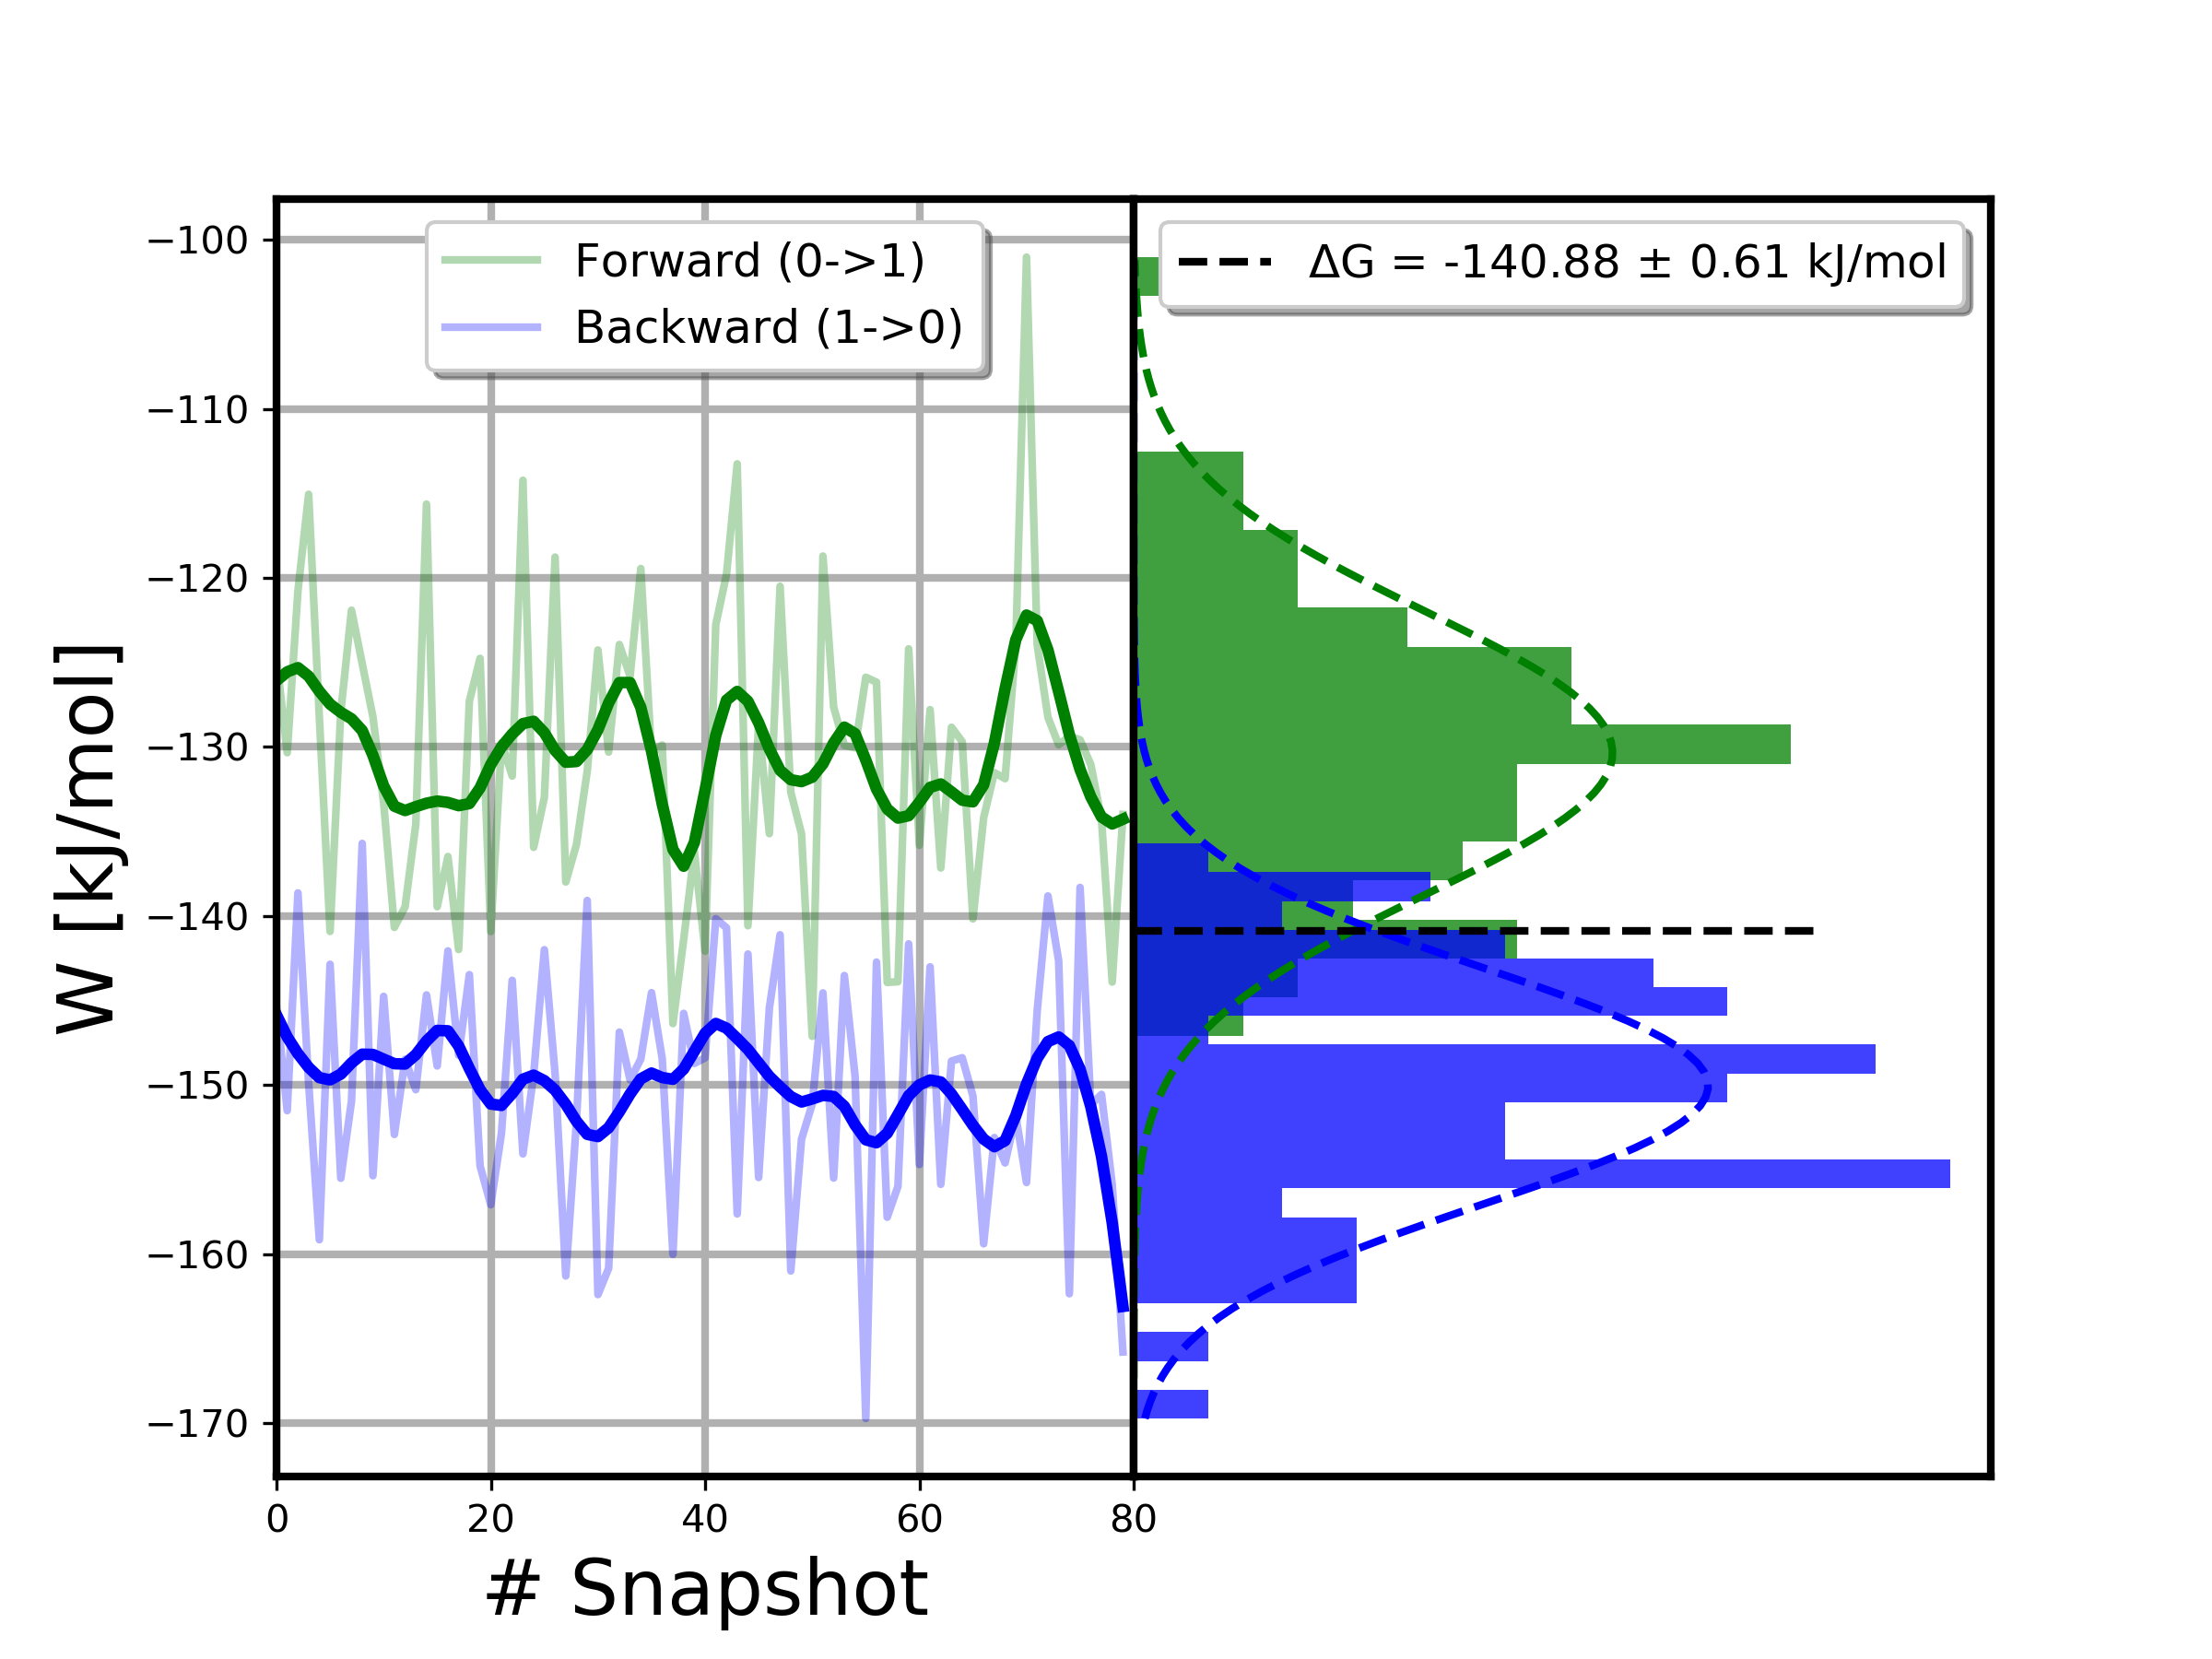 Forward (0->1)
Backward (1->0)
ΔG = -140.88 ± 0.61 kJ/mol
W [kJ/mol]
−100
−110
−120
−130
−140
−150
−160
−170
0 20 40 60 80
# Snapshot